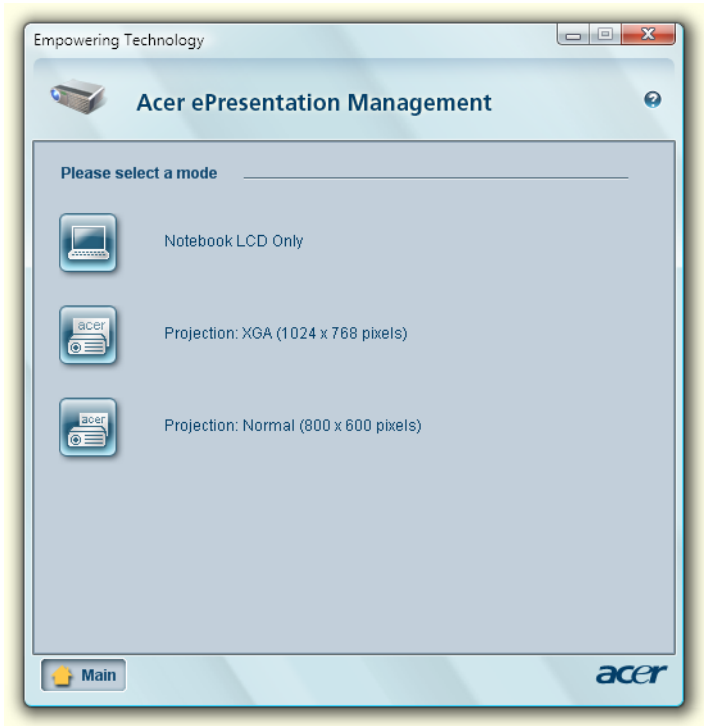 Empowering Technology
Acer ePresentation Management
Please select a mode
Notebook LCD Only
acer
Projection: XGA (1024 x 768 pixels)
acer
Projection: Normal (800 x 600 pixels)
Main
acer